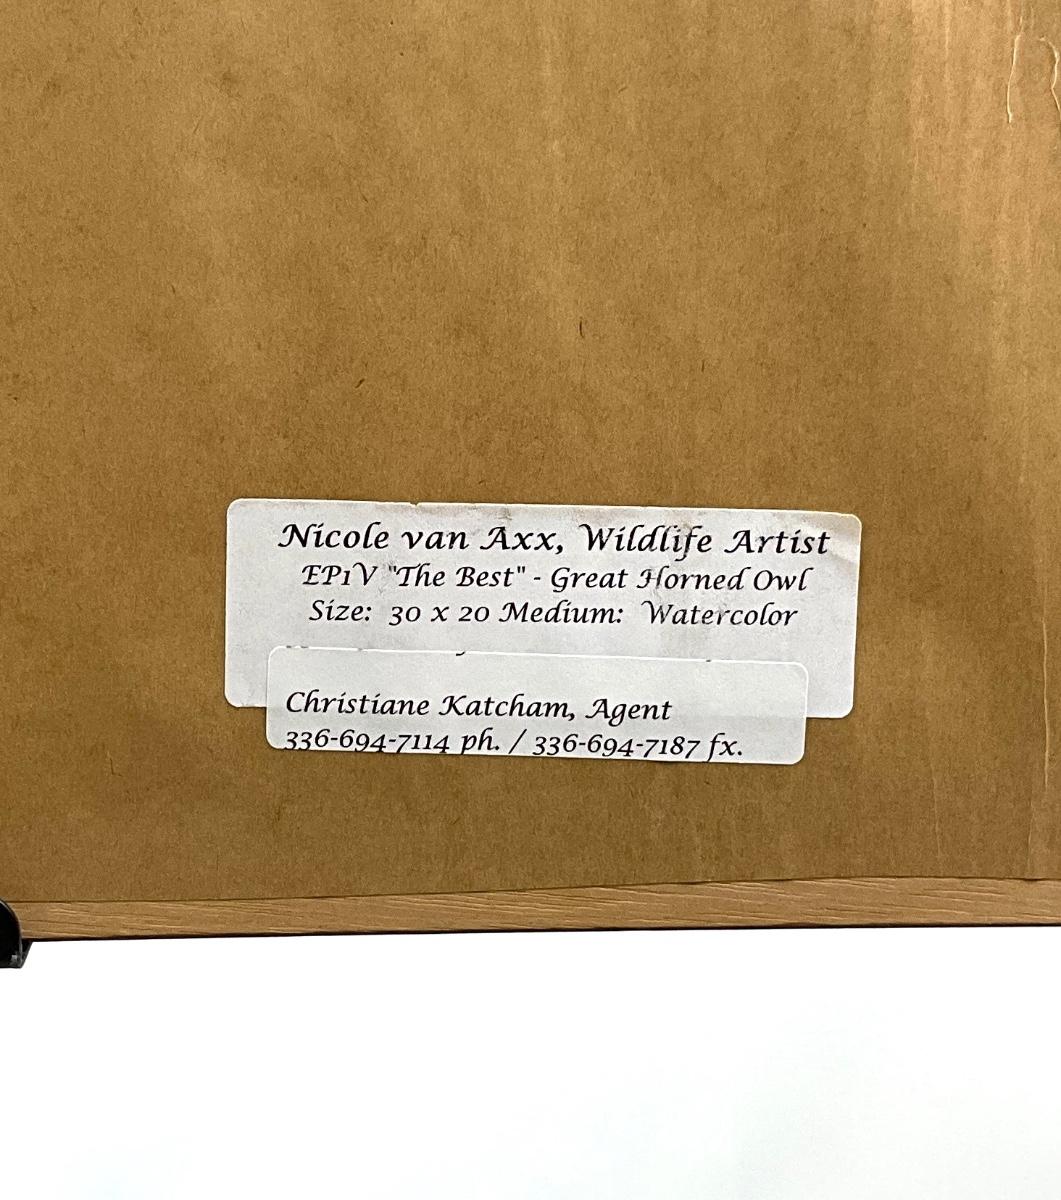 Nicole van Axx, Wildlife Artist
EP1V "The Best" - Great Horned Owl
Size: 30 x 20 Medium: Watercolor
Christiane Katcham, Agent
336-694-7114 ph. / 336-694-7187 fx.